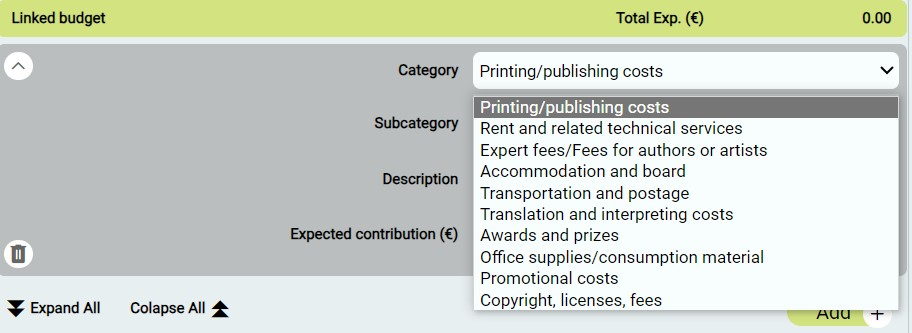 Linked budget Total Exp. (€) 0.00
Category Printing/publishing costs
Printing/publishing costs
Rent and related technical services
Subcategory
Expert fees/Fees for authors or artists
Accommodation and board
Description
Transportation and postage
Translation and interpreting costs
Expected contribution (€)
Awards and prizes
Office supplies/consumption material
Promotional costs
Copyright, licenses, fees
Expand All Colapse All Add +